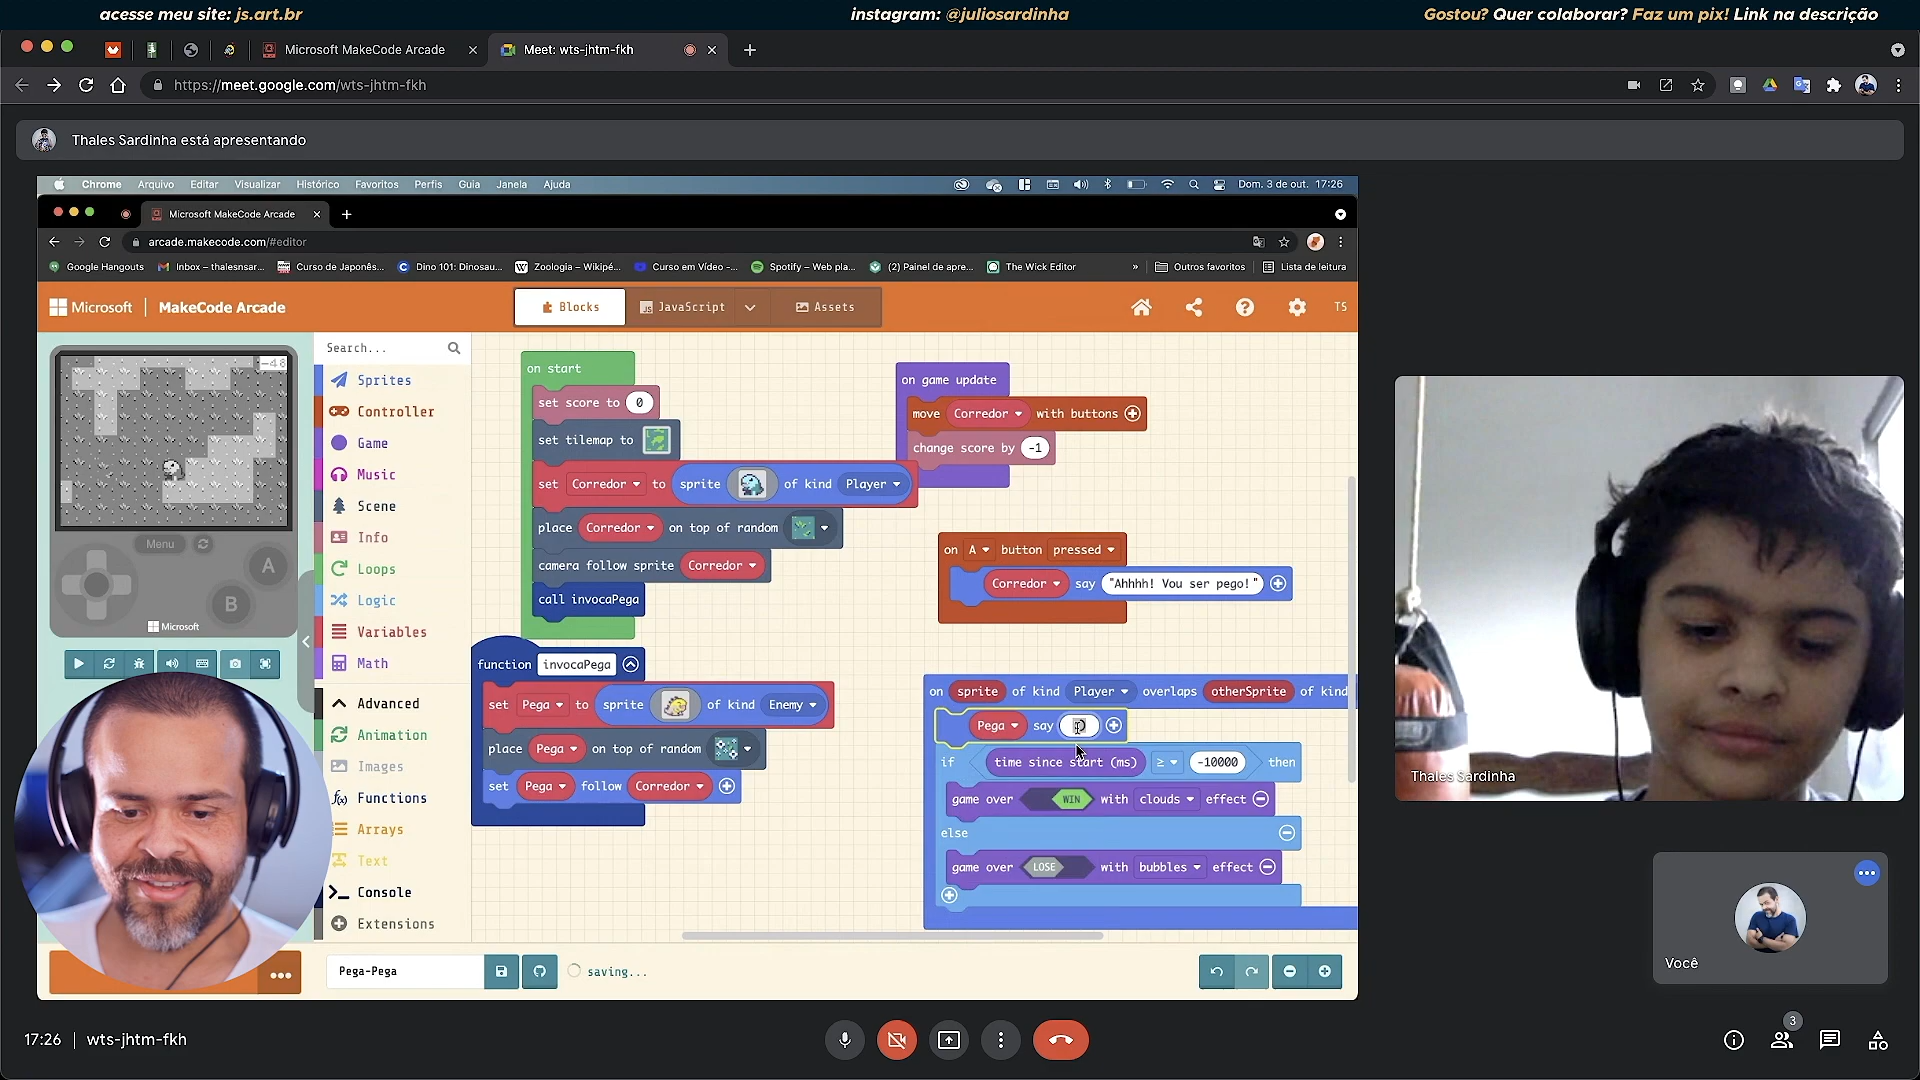 acesse meu site: js.art.br
instagram: @juliosardinha
Gostou? Quer colaborar? Faz um pix! Link na descrição
Microsoft MakeCode Arcade
Meet: wts-jhtm-fkh
https://meet.google.com/wts-jhtm-fkh
Thales Sardinha está apresentando
Chrome Arquivo Editar Visualizar Histórico Favoritos Perfis Guia Janela Ajuda
Dom. 3 de out. 17:26
Microsoft MakeCode Arcade
arcade.makecode.com/#editor
Google Hangouts
Inbox – thalesnsar...
Curso de Japonês...
Dino 101: Dinosau...
Zoologia – Wikipé...
Curso em Vídeo -...
Spotify – Web pla...
(2) Painel de apre...
The Wick Editor
»
Outros favoritos
Lista de leitura
Microsoft
MakeCode Arcade
Blocks
JavaScript
Assets
TS
-48
Menu
A
B
Microsoft
Search...
Sprites
Controller
Game
Music
Scene
Info
Loops
Logic
Variables
Math
Advanced
Animation
Images
Functions
Arrays
Text
Console
Extensions
on start
set score to 0
set tilemap to
set Corredor to sprite of kind Player
place Corredor on top of random
camera follow sprite Corredor
call invocaPega
function invocaPega
set Pega to sprite of kind Enemy
place Pega on top of random
set Pega follow Corredor
on game update
move Corredor with buttons
change score by -1
on A button pressed
Corredor say "Ahhhh! Vou ser pego!"
on sprite of kind Player overlaps otherSprite of kind
Pega say
if time since start (ms) ≥ -10000 then
game over WIN with clouds effect
else
game over LOSE with bubbles effect
Pega-Pega
saving...
Thales Sardinha
Você
17:26 | wts-jhtm-fkh
3